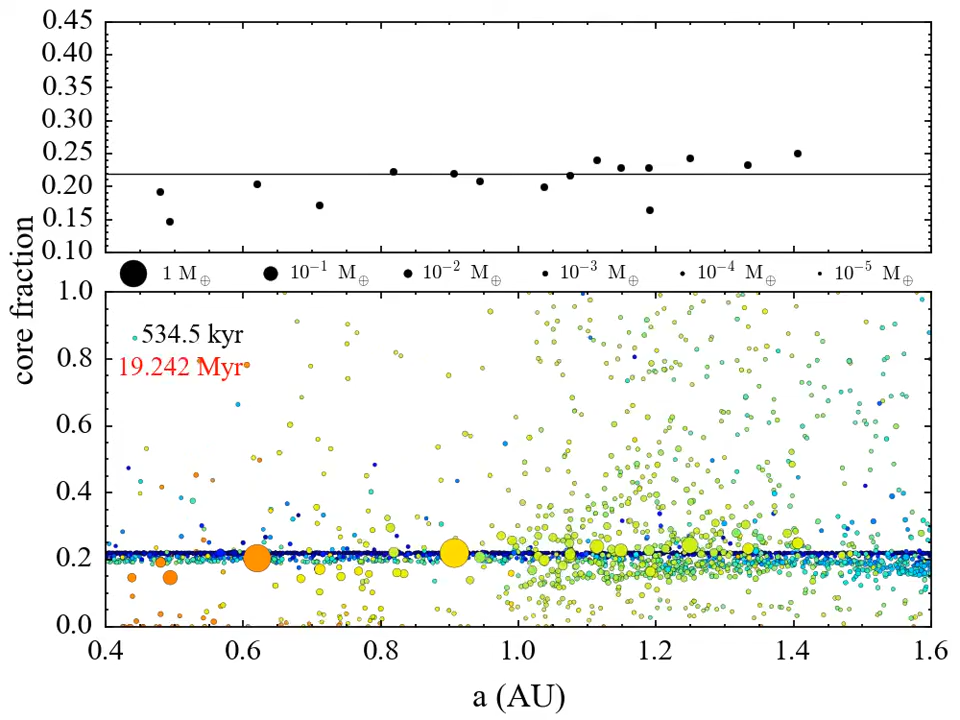 0.45
0.40
0.35
0.30
0.25
0.20
0.15
0.10
1 M⊕ 10⁻¹ M⊕ 10⁻² M⊕ 10⁻³ M⊕ 10⁻⁴ M⊕ 10⁻⁵ M⊕
core fraction
1.0
0.8
0.6
0.4
0.2
0.0
534.5 kyr
19.242 Myr
0.4 0.6 0.8 1.0 1.2 1.4 1.6
a (AU)